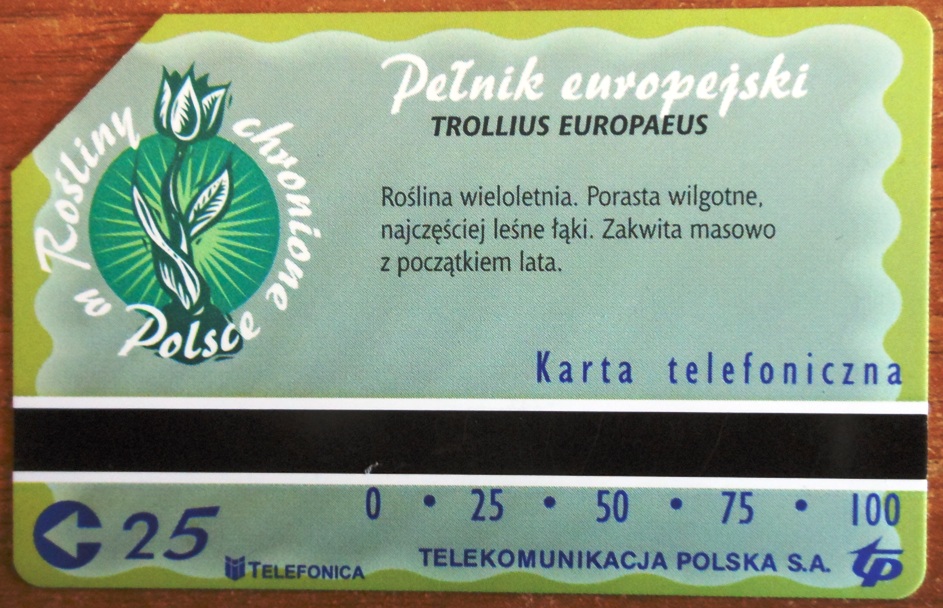 Rośliny chronione
w Polsce
Pełnik europejski
TROLLIUS EUROPAEUS
Roślina wieloletnia. Porasta wilgotne,
najczęściej leśne łąki. Zakwita masowo
z początkiem lata.
Karta telefoniczna
0 • 25 • 50 • 75 • 100
25
TELEFONICA
TELEKOMUNIKACJA POLSKA S.A.
tp